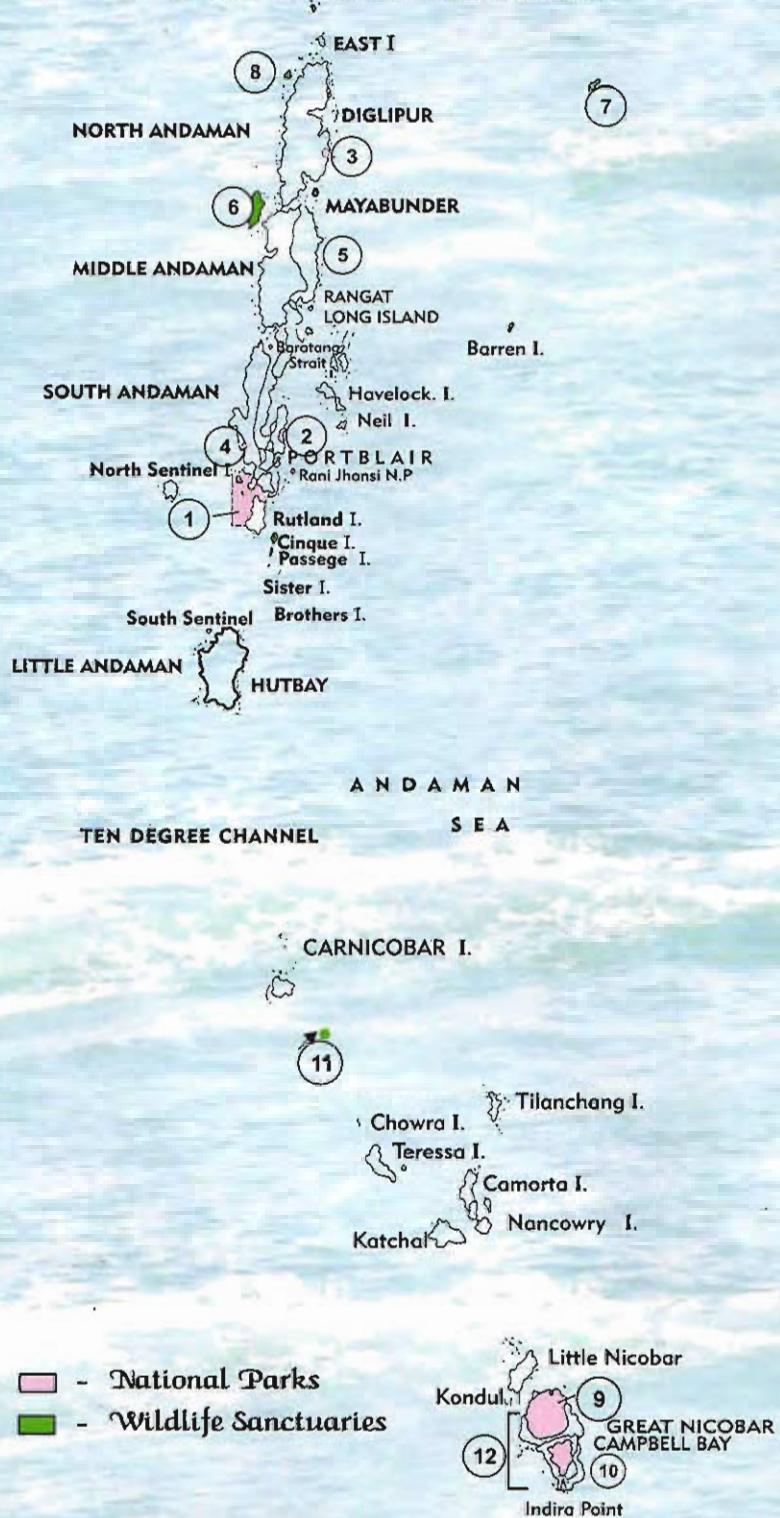 EAST I
8
7
DIGLIPUR
NORTH ANDAMAN
3
6
MAYABUNDER
5
MIDDLE ANDAMAN
RANGAT
LONG ISLAND
Baratang
Strait
Barren I.
SOUTH ANDAMAN
Havelock. I.
Neil I.
4
2
PORTBLAIR
North Sentinel I
Rani Jhonsi N.P
1
Rutland I.
Cinque I.
Passege I.
Sister I.
South Sentinel
Brothers I.
LITTLE ANDAMAN
HUTBAY
ANDAMAN
SEA
TEN DEGREE CHANNEL
CARNICOBAR I.
11
Tilanchang I.
Chowra I.
Teressa I.
Camorta I.
Nancowry I.
Katchal
Little Nicobar
- National Parks
Kondul
9
- Wildlife Sanctuaries
GREAT NICOBAR
CAMPBELL BAY
12
10
Indira Point